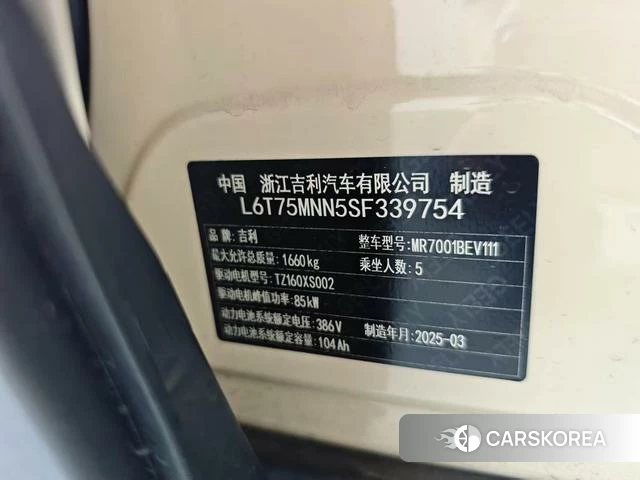 中国 浙江吉利汽车有限公司 制造
L6T75MNN5SF339754
品牌:吉利 整车型号:MR7001BEV111
最大允许总质量:1660kg 乘坐人数:5
驱动电机型号:TZ160XS002
驱动电机峰值功率:85kW
动力电池系统额定电压:386V 制造年月:2025-03
动力电池系统额定容量:104Ah
CARSKOREA